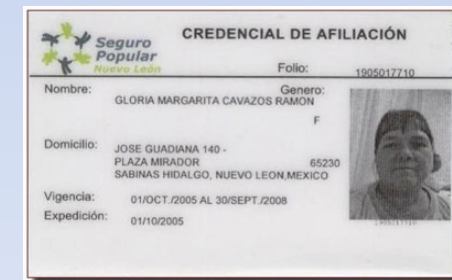 CREDENCIAL DE AFILIACIÓN
Seguro
Popular
Nuevo León
Folio: 1905017710
Nombre: Genero:
GLORIA MARGARITA CAVAZOS RAMON
F
Domicilio: JOSE GUADIANA 140 -
PLAZA MIRADOR 65230
SABINAS HIDALGO, NUEVO LEON,MEXICO
Vigencia: 01/OCT./2005 AL 30/SEPT./2008
Expedición: 01/10/2005
1905017710